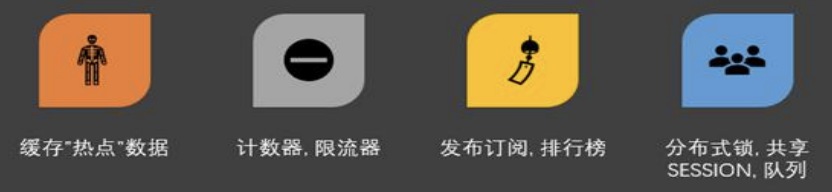 缓存"热点"数据
计数器, 限流器
发布订阅, 排行榜
分布式锁, 共享
SESSION, 队列